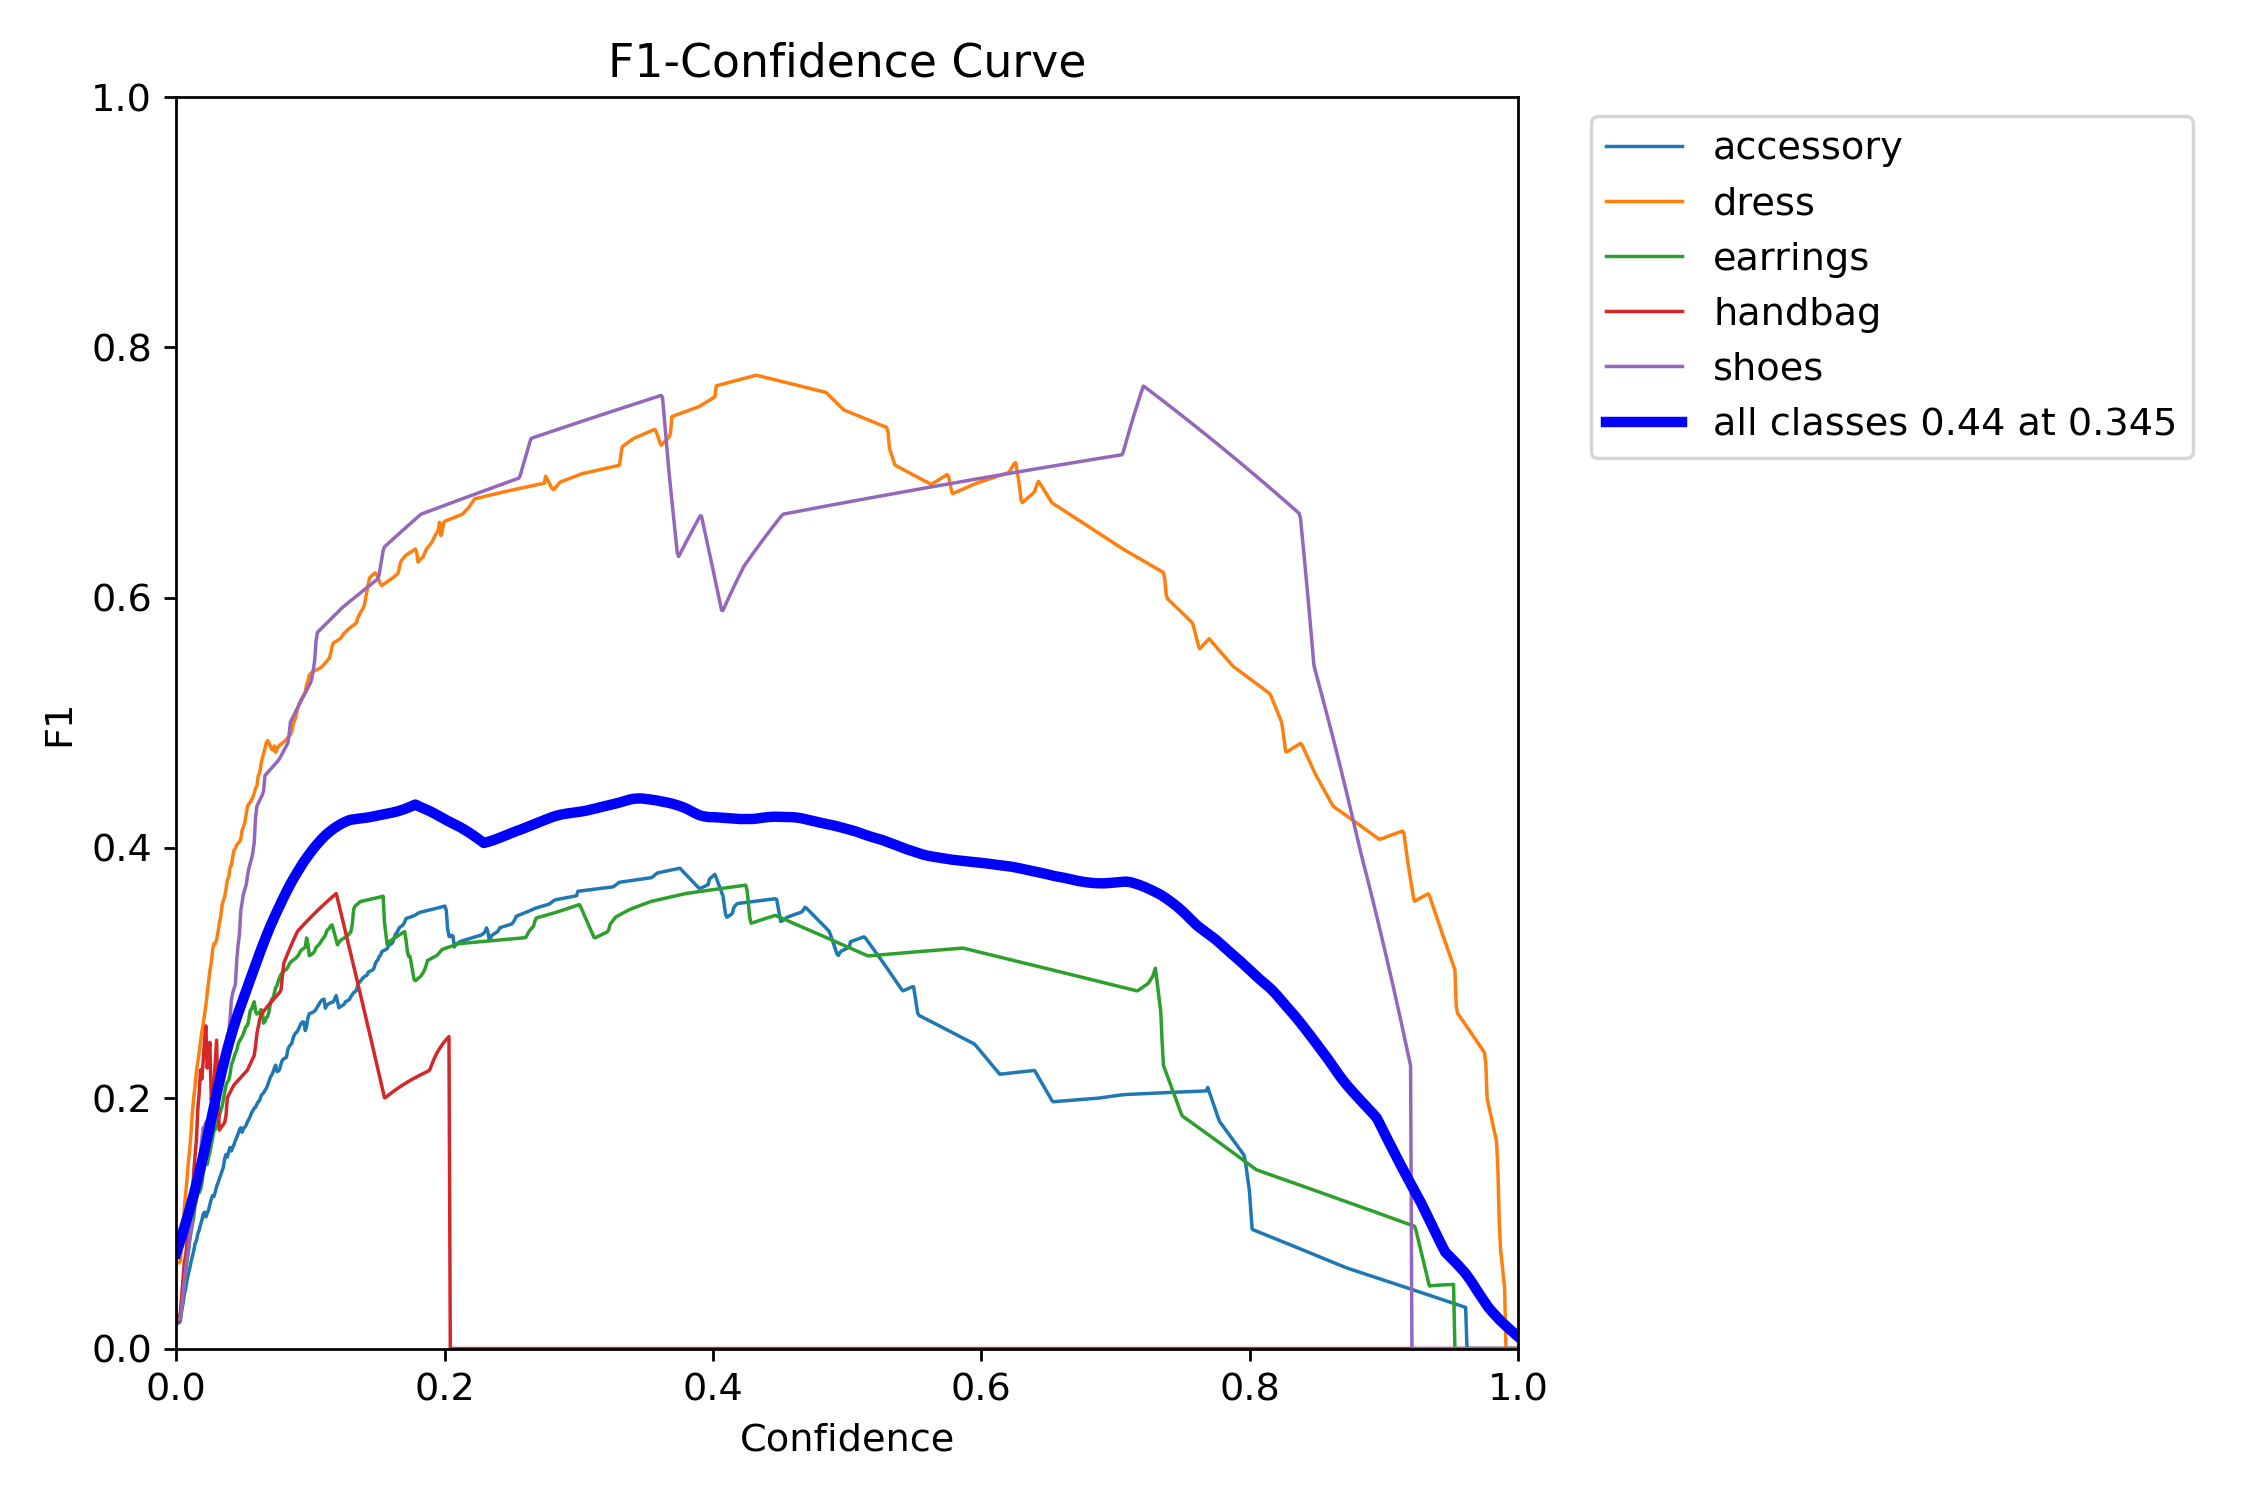 F1-Confidence Curve
1.0
0.8
0.6
0.4
0.2
0.0
F1
0.0 0.2 0.4 0.6 0.8 1.0
Confidence
accessory
dress
earrings
handbag
shoes
all classes 0.44 at 0.345